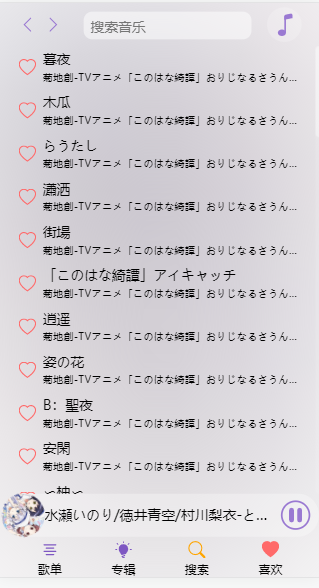 搜索音乐
暮夜
菊地創-TVアニメ「このはな綺譚」おりじなるさうん...
木瓜
菊地創-TVアニメ「このはな綺譚」おりじなるさうん...
らうたし
菊地創-TVアニメ「このはな綺譚」おりじなるさうん...
瀟洒
菊地創-TVアニメ「このはな綺譚」おりじなるさうん...
街場
菊地創-TVアニメ「このはな綺譚」おりじなるさうん...
「このはな綺譚」アイキャッチ
菊地創-TVアニメ「このはな綺譚」おりじなるさうん...
逍遥
菊地創-TVアニメ「このはな綺譚」おりじなるさうん...
姿の花
菊地創-TVアニメ「このはな綺譚」おりじなるさうん...
B：聖夜
菊地創-TVアニメ「このはな綺譚」おりじなるさうん...
安閑
菊地創-TVアニメ「このはな綺譚」おりじなるさうん...
水瀬いのり/徳井青空/村川梨衣-と...
歌单
专辑
搜索
喜欢